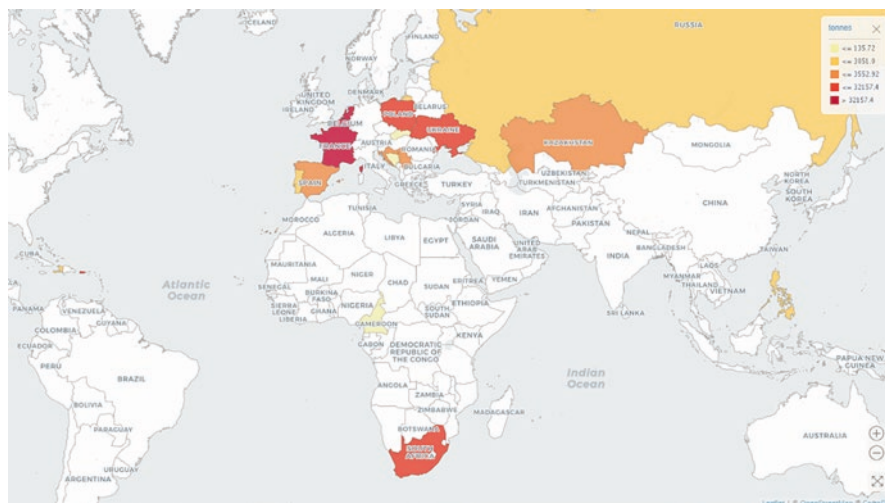 ICELAND
FINLAND
NORWAY
RUSSIA
tonnes
<= 135.72
<= 3552.92
<= 32157.4
> 32157.4
DENMARK
UNITED
KINGDOM
IRELAND
BELARUS
POLAND
BELGIUM
UKRAINE
FRANCE
AUSTRIA
ROMANIA
KAZAKHSTAN
MONGOLIA
ITALY
BULGARIA
UZBEKISTAN
TURKMENISTAN
NORTH
KOREA
SOUTH
KOREA
SPAIN
GREECE
TURKEY
CHINA
TUNISIA
SYRIA
IRAQ
IRAN
AFGHANISTAN
MOROCCO
JORDAN
PAKISTAN
ALGERIA
LIBYA
EGYPT
SAUDI
ARABIA
UNITED
ARAB
EMIRATES
NEPAL
BANGLADESH
INDIA
TAIWAN
CUBA
MAURITANIA
MALI
NIGER
CHAD
SUDAN
ERITREA
YEMEN
MYANMAR
LAOS
THAILAND
VIETNAM
Atlantic
Ocean
SENEGAL
BURKINA
FASO
SIERRA
LEONE
LIBERIA
GHANA
NIGERIA
SOUTH
SUDAN
ETHIOPIA
SRI LANKA
PANAMA
VENEZUELA
GUYANA
COLOMBIA
CAMEROON
ECUADOR
GABON
DEMOCRATIC
REPUBLIC OF
THE CONGO
KENYA
PAPUA NEW
GUINEA
PERU
BRAZIL
Indian
Ocean
ANGOLA
ZAMBIA
BOLIVIA
ZIMBABWE
MADAGASCAR
PARAGUAY
BOTSWANA
AUSTRALIA
SOUTH
AFRIKA
URUGUAY
ARGENTINA